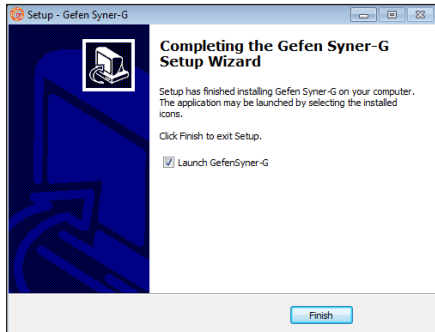 Setup - Gefen Syner-G
Completing the Gefen Syner-G
Setup Wizard
Setup has finished installing Gefen Syner-G on your computer.
The application may be launched by selecting the installed
icons.
Click Finish to exit Setup.
Launch GefenSyner-G
Finish